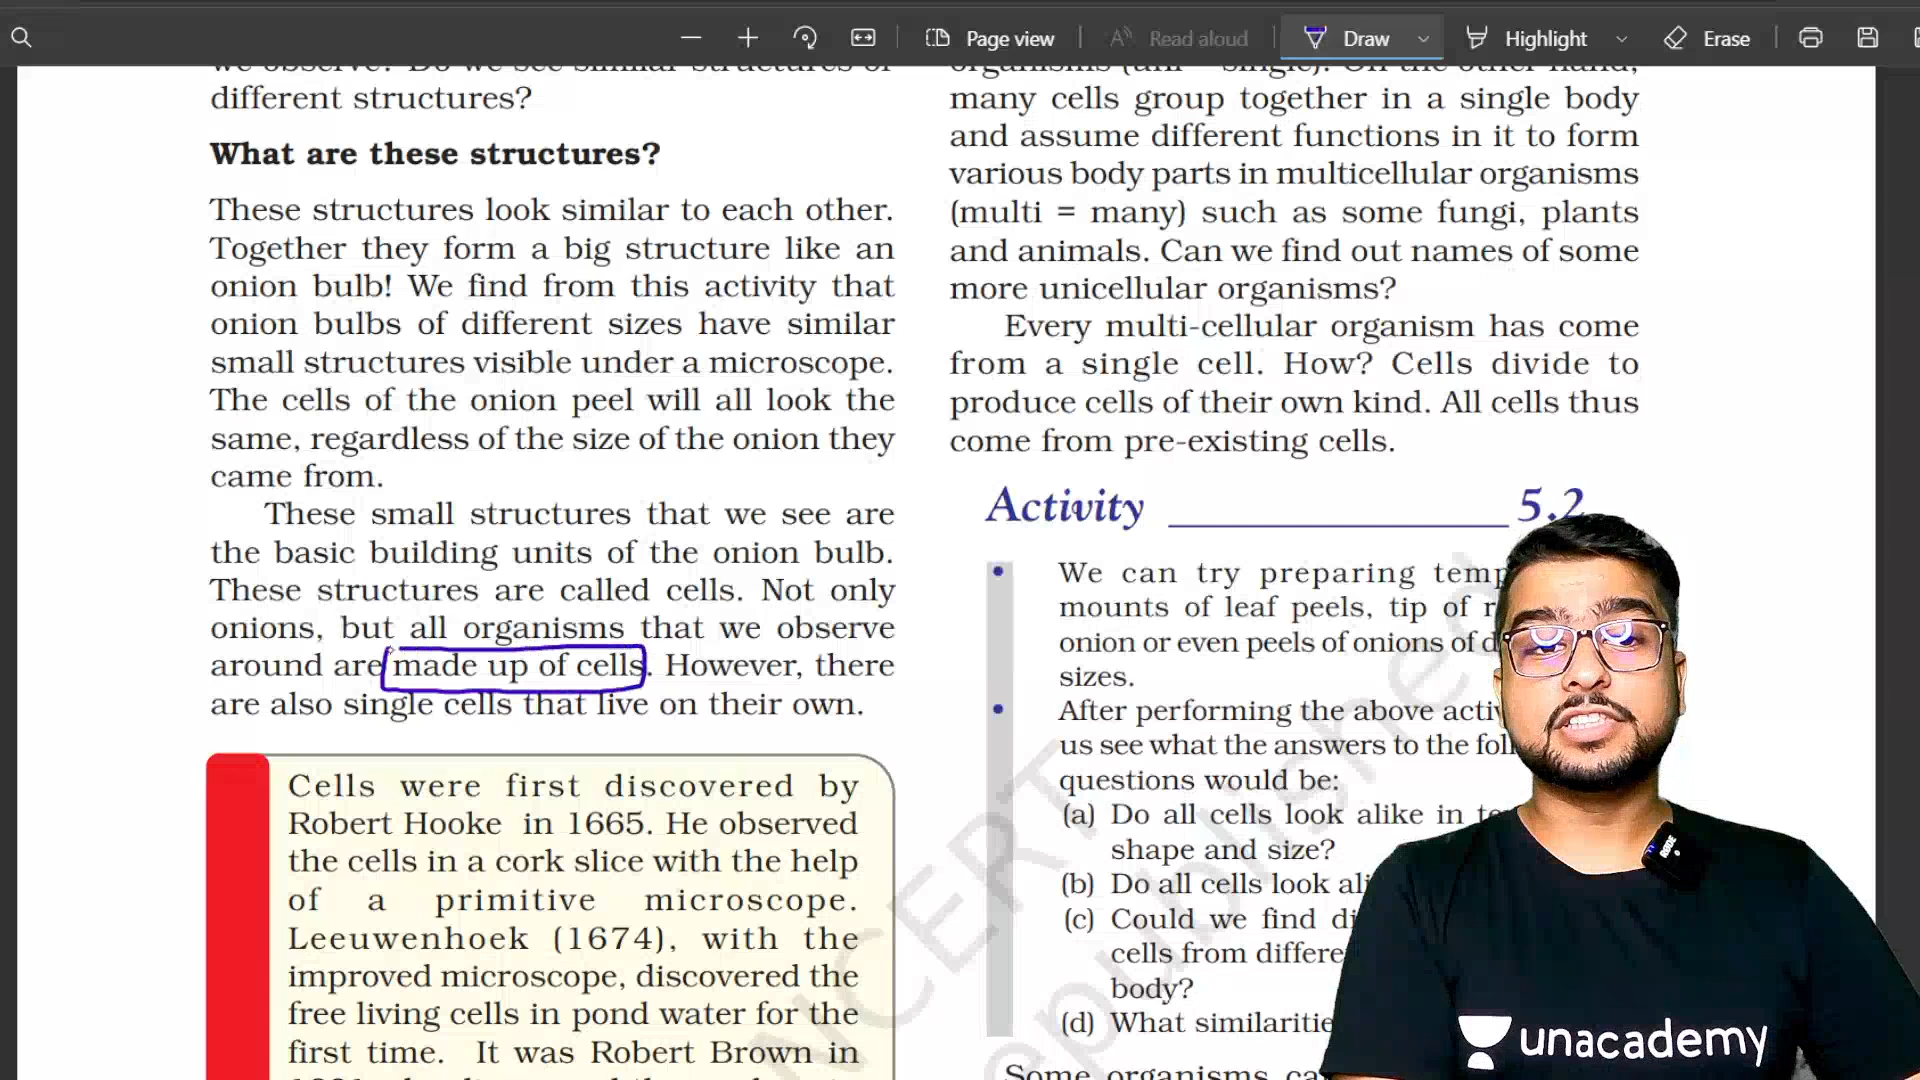 Page view
Read aloud
Draw
Highlight
Erase
different structures?
What are these structures?
These structures look similar to each other.
Together they form a big structure like an
onion bulb! We find from this activity that
onion bulbs of different sizes have similar
small structures visible under a microscope.
The cells of the onion peel will all look the
same, regardless of the size of the onion they
came from.
These small structures that we see are
the basic building units of the onion bulb.
These structures are called cells. Not only
onions, but all organisms that we observe
around are made up of cells. However, there
are also single cells that live on their own.
Cells were first discovered by
Robert Hooke in 1665. He observed
the cells in a cork slice with the help
of a primitive microscope.
Leeuwenhoek (1674), with the
improved microscope, discovered the
free living cells in pond water for the
first time. It was Robert Brown in
many cells group together in a single body
and assume different functions in it to form
various body parts in multicellular organisms
(multi = many) such as some fungi, plants
and animals. Can we find out names of some
more unicellular organisms?
Every multi-cellular organism has come
from a single cell. How? Cells divide to
produce cells of their own kind. All cells thus
come from pre-existing cells.
Activity 5.2
• We can try preparing temp
mounts of leaf peels, tip of r
onion or even peels of onions of d
sizes.
• After performing the above acti
us see what the answers to the fol
questions would be:
(a) Do all cells look alike in te
shape and size?
(b) Do all cells look ali
(c) Could we find di
cells from differe
body?
(d) What similaritie
Some organisms ca
NCERT
republished
RODE
unacademy